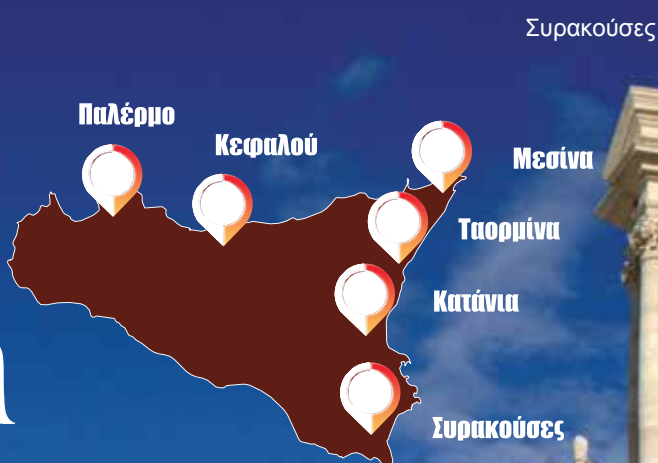 Συρακούσες
Παλέρμο
Κεφαλού
Μεσίνα
Ταορμίνα
Κατάνια
Συρακούσες